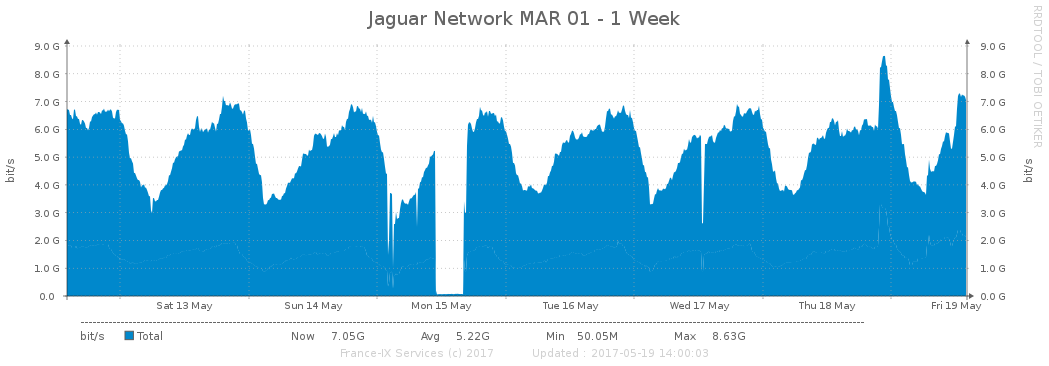 Jaguar Network MAR 01 - 1 Week
RRDTOOL / TOBI OETIKER
bit/s
9.0 G 9.0 G
8.0 G 8.0 G
7.0 G 7.0 G
6.0 G 6.0 G
5.0 G 5.0 G
4.0 G 4.0 G
3.0 G 3.0 G
2.0 G 2.0 G
1.0 G 1.0 G
0.0 0.0 G
bit/s
Sat 13 May Sun 14 May Mon 15 May Tue 16 May Wed 17 May Thu 18 May Fri 19 May
bit/s Total Now 7.05G Avg 5.22G Min 50.05M Max 8.63G
France-IX Services (c) 2017 Updated : 2017-05-19 14:00:03